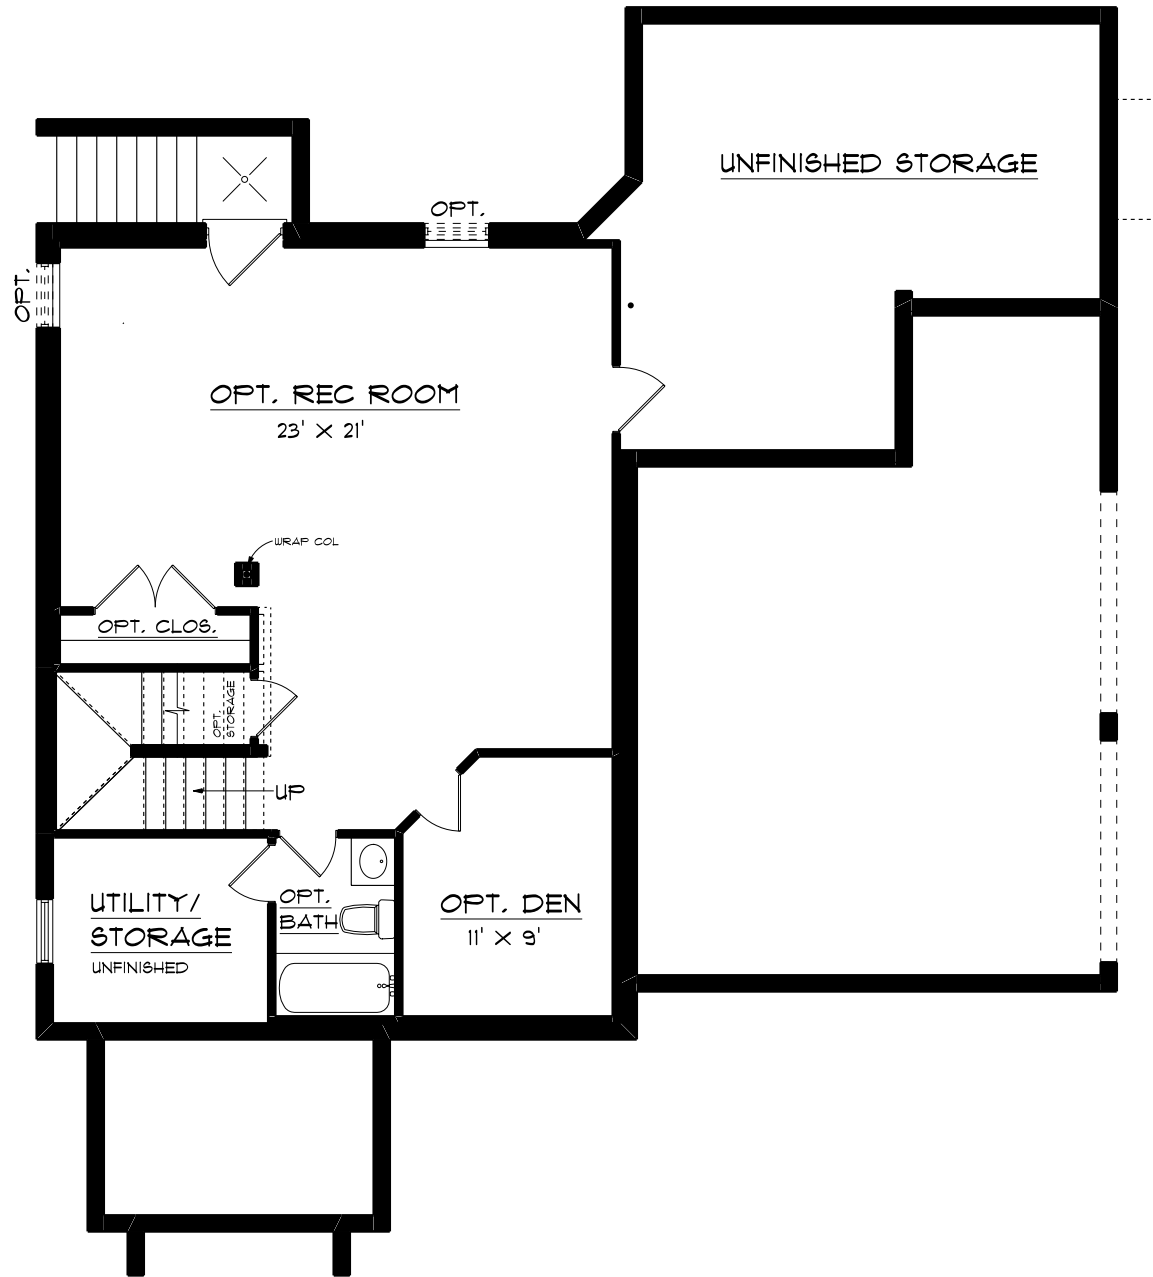 UNFINISHED STORAGE
OPT.
OPT.
OPT. REC ROOM
23' X 21'
WRAP COL
OPT. CLOS.
OPT.
STORAGE
UP
UTILITY/
STORAGE
UNFINISHED
OPT.
BATH
OPT. DEN
11' X 9'